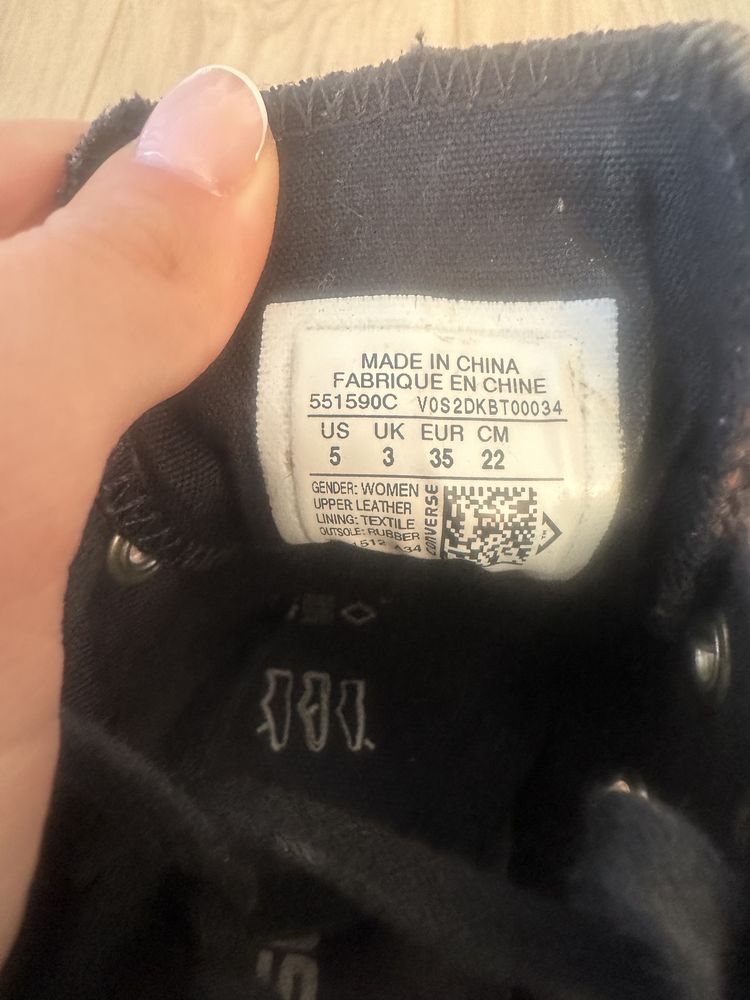 MADE IN CHINA
FABRIQUE EN CHINE
551590C V0S2DKBT00034
US UK EUR CM
5 3 35 22
GENDER: WOMEN
UPPER LEATHER
LINING: TEXTILE
OUTSOLE: RUBBER
CONVERSE